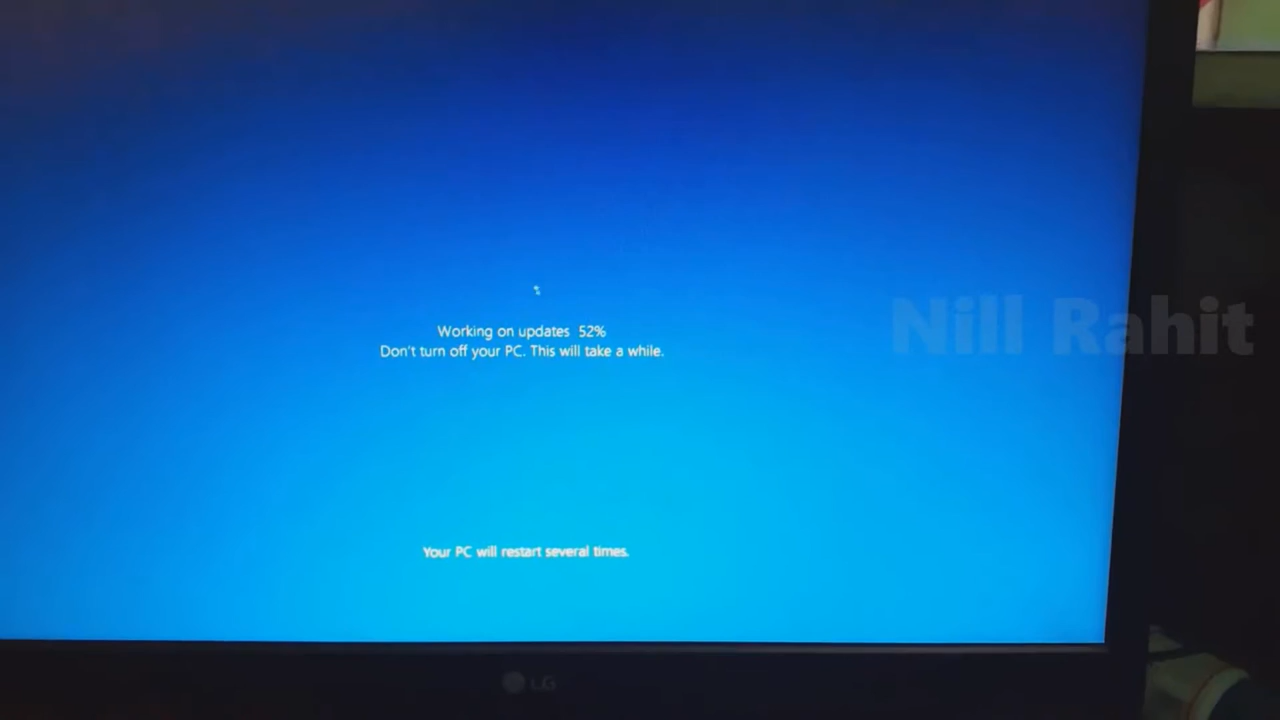 Working on updates 52%
Don't turn off your PC. This will take a while.
Nill Rahit
Your PC will restart several times.
LG